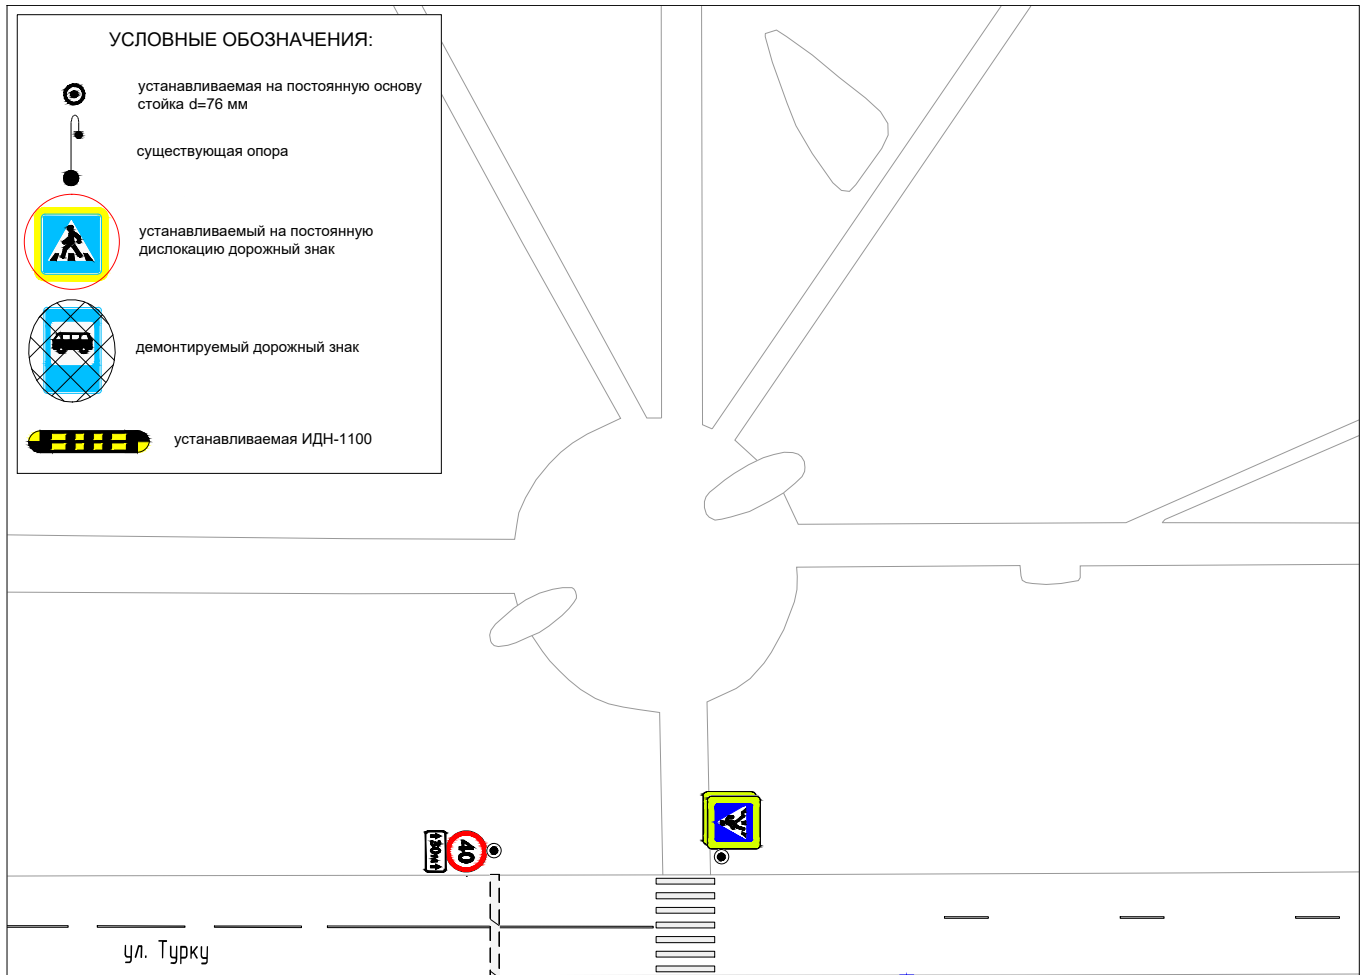 УСЛОВНЫЕ ОБОЗНАЧЕНИЯ:
устанавливаемая на постоянную основу
стойка d=76 мм
существующая опора
устанавливаемый на постоянную
дислокацию дорожный знак
демонтируемый дорожный знак
устанавливаемая ИДН-1100
40
ул. Турку